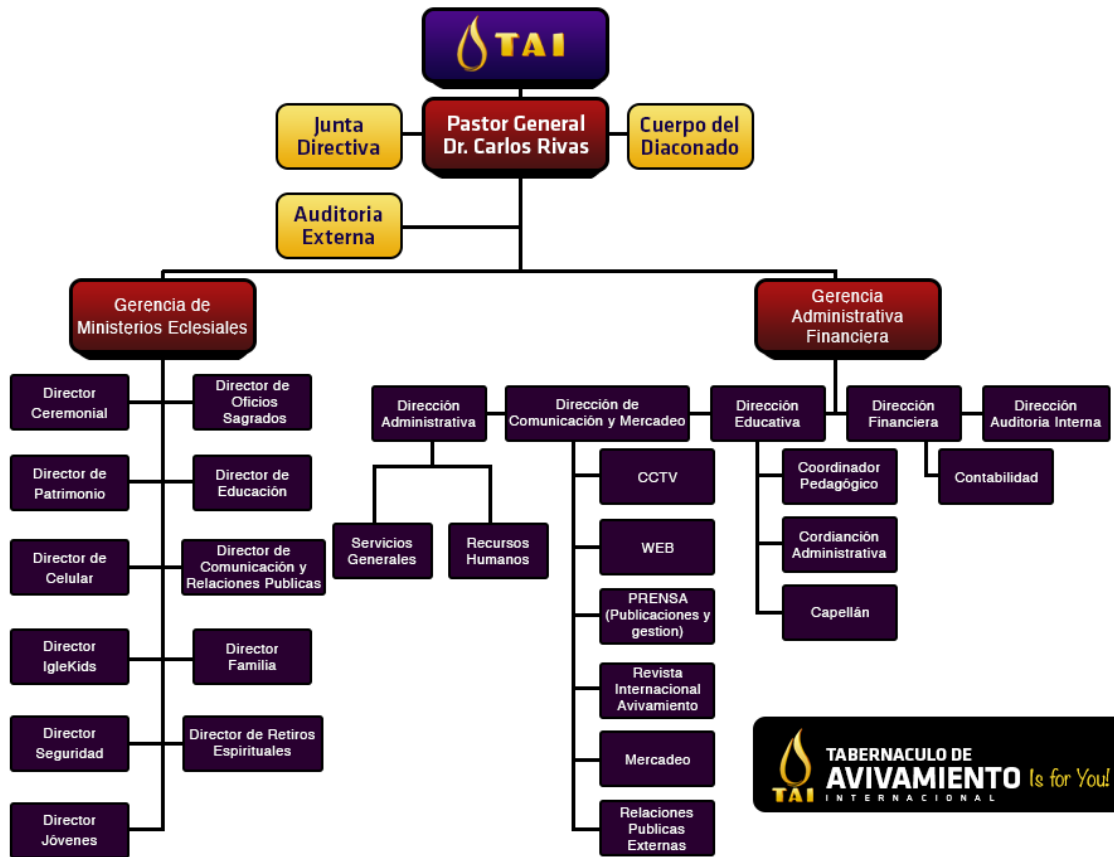 TAI
Junta
Directiva
Pastor General
Dr. Carlos Rivas
Cuerpo del
Diaconado
Auditoria
Externa
Gerencia de
Ministerios Eclesiales
Gerencia
Administrativa
Financiera
Director
Ceremonial
Director de
Oficios
Sagrados
Director de
Patrimonio
Director de
Educación
Director de
Celular
Director de
Comunicación y
Relaciones Publicas
Director
IgleKids
Director
Familia
Director
Seguridad
Director de Retiros
Espirituales
Director
Jóvenes
Dirección
Administrativa
Dirección de
Comunicación y Mercadeo
Dirección
Educativa
Dirección
Financiera
Dirección
Auditoria Interna
Servicios
Generales
Recursos
Humanos
CCTV
WEB
PRENSA
(Publicaciones y
gestion)
Revista
Internacional
Avivamiento
Mercadeo
Relaciones
Publicas
Externas
Coordinador
Pedagógico
Cordianción
Administrativa
Capellán
Contabilidad
TAI
TABERNACULO DE
AVIVAMIENTO Is for You!
INTERNACIONAL